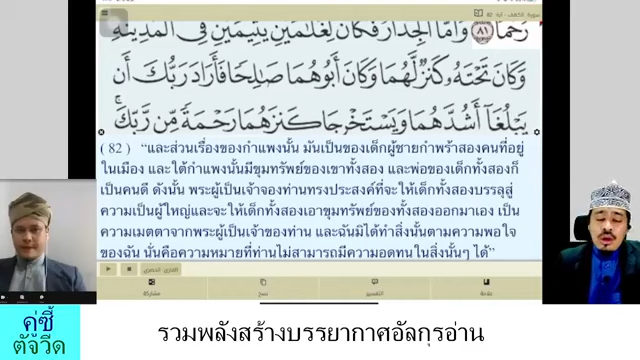 سورة الكهف - آية 82
رُحْمًا ۝٨١ وَأَمَّا ٱلْجِدَارُ فَكَانَ لِغُلَٰمَيْنِ يَتِيمَيْنِ فِى ٱلْمَدِينَةِ
وَكَانَ تَحْتَهُۥ كَنزٌ لَّهُمَا وَكَانَ أَبُوهُمَا صَٰلِحًا فَأَرَادَ رَبُّكَ أَن
يَبْلُغَآ أَشُدَّهُمَا وَيَسْتَخْرِجَا كَنزَهُمَا رَحْمَةً مِّن رَّبِّكَ ۚ
( 82 ) “และส่วนเรื่องของกำแพงนั้น มันเป็นของเด็กผู้ชายกำพร้าสองคนที่อยู่
ในเมือง และใต้กำแพงนั้นมีขุมทรัพย์ของเขาทั้งสอง และพ่อของเด็กทั้งสองก็
เป็นคนดี ดังนั้น พระผู้เป็นเจ้าของท่านทรงประสงค์ที่จะให้เด็กทั้งสองบรรลุสู่
ความเป็นผู้ใหญ่และจะให้เด็กทั้งสองเอาขุมทรัพย์ของทั้งสองออกมาเอง เป็น
ความเมตตาจากพระผู้เป็นเจ้าของท่าน และฉันมิได้ทำสิ่งนั้นตามความพอใจ
ของฉัน นั่นคือความหมายที่ท่านไม่สามารถมีความอดทนในสิ่งนั้นๆ ได้”
القارئ: الحصري
علامة
التفسير
نسخ
مشاركة
คู่ซี้
ตัจวีด
รวมพลังสร้างบรรยากาศอัลกุรอ่าน